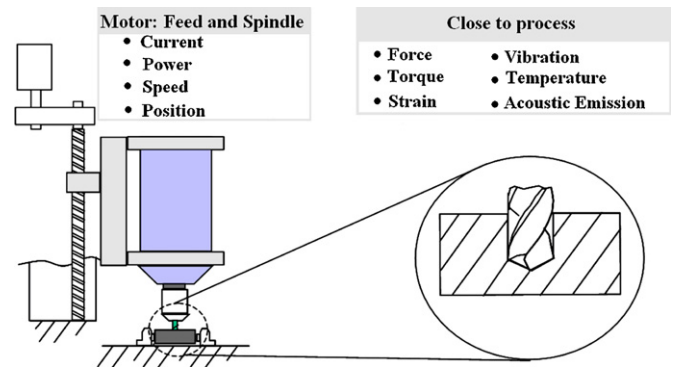 Motor: Feed and Spindle
• Current
• Power
• Speed
• Position
Close to process
• Force
• Torque
• Strain
• Vibration
• Temperature
• Acoustic Emission